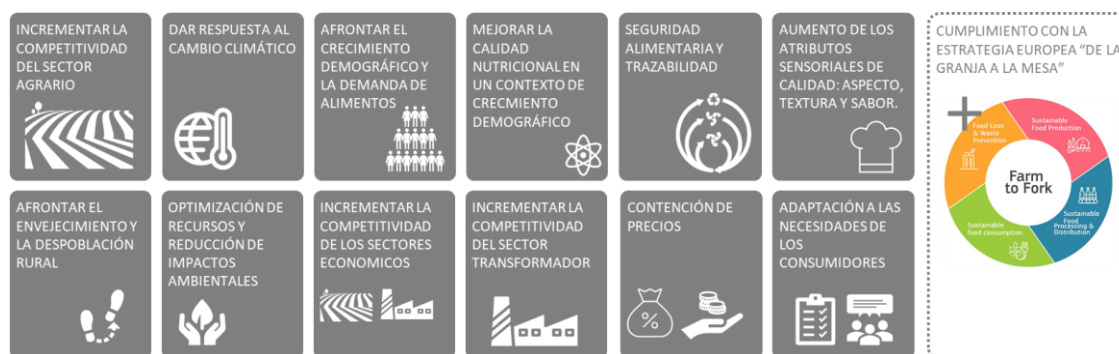 INCREMENTAR LA
COMPETITIVIDAD
DEL SECTOR
AGRARIO
DAR RESPUESTA AL
CAMBIO CLIMÁTICO
AFRONTAR EL
CRECIMIENTO
DEMOGRÁFICO Y
LA DEMANDA DE
ALIMENTOS
MEJORAR LA
CALIDAD
NUTRICIONAL EN
UN CONTEXTO DE
CRECMIENTO
DEMOGRÁFICO
SEGURIDAD
ALIMENTARIA Y
TRAZABILIDAD
AUMENTO DE LOS
ATRIBUTOS
SENSORIALES DE
CALIDAD: ASPECTO,
TEXTURA Y SABOR.
CUMPLIMIENTO CON LA
ESTRATEGIA EUROPEA "DE LA
GRANJA A LA MESA"
Food Loss
& Waste
Prevention
Sustainable
Food Production
Farm
to Fork
Sustainable
food consumption
Sustainable
Food
Processing &
Distribution
AFRONTAR EL
ENVEJECIMIENTO Y
LA DESPOBLACIÓN
RURAL
OPTIMIZACIÓN DE
RECURSOS Y
REDUCCIÓN DE
IMPACTOS
AMBIENTALES
INCREMENTAR LA
COMPETITIVIDAD
DE LOS SECTORES
ECONOMICOS
INCREMENTAR LA
COMPETITIVIDAD
DEL SECTOR
TRANSFORMADOR
CONTENCIÓN DE
PRECIOS
%
ADAPTACIÓN A LAS
NECESIDADES DE
LOS
CONSUMIDORES